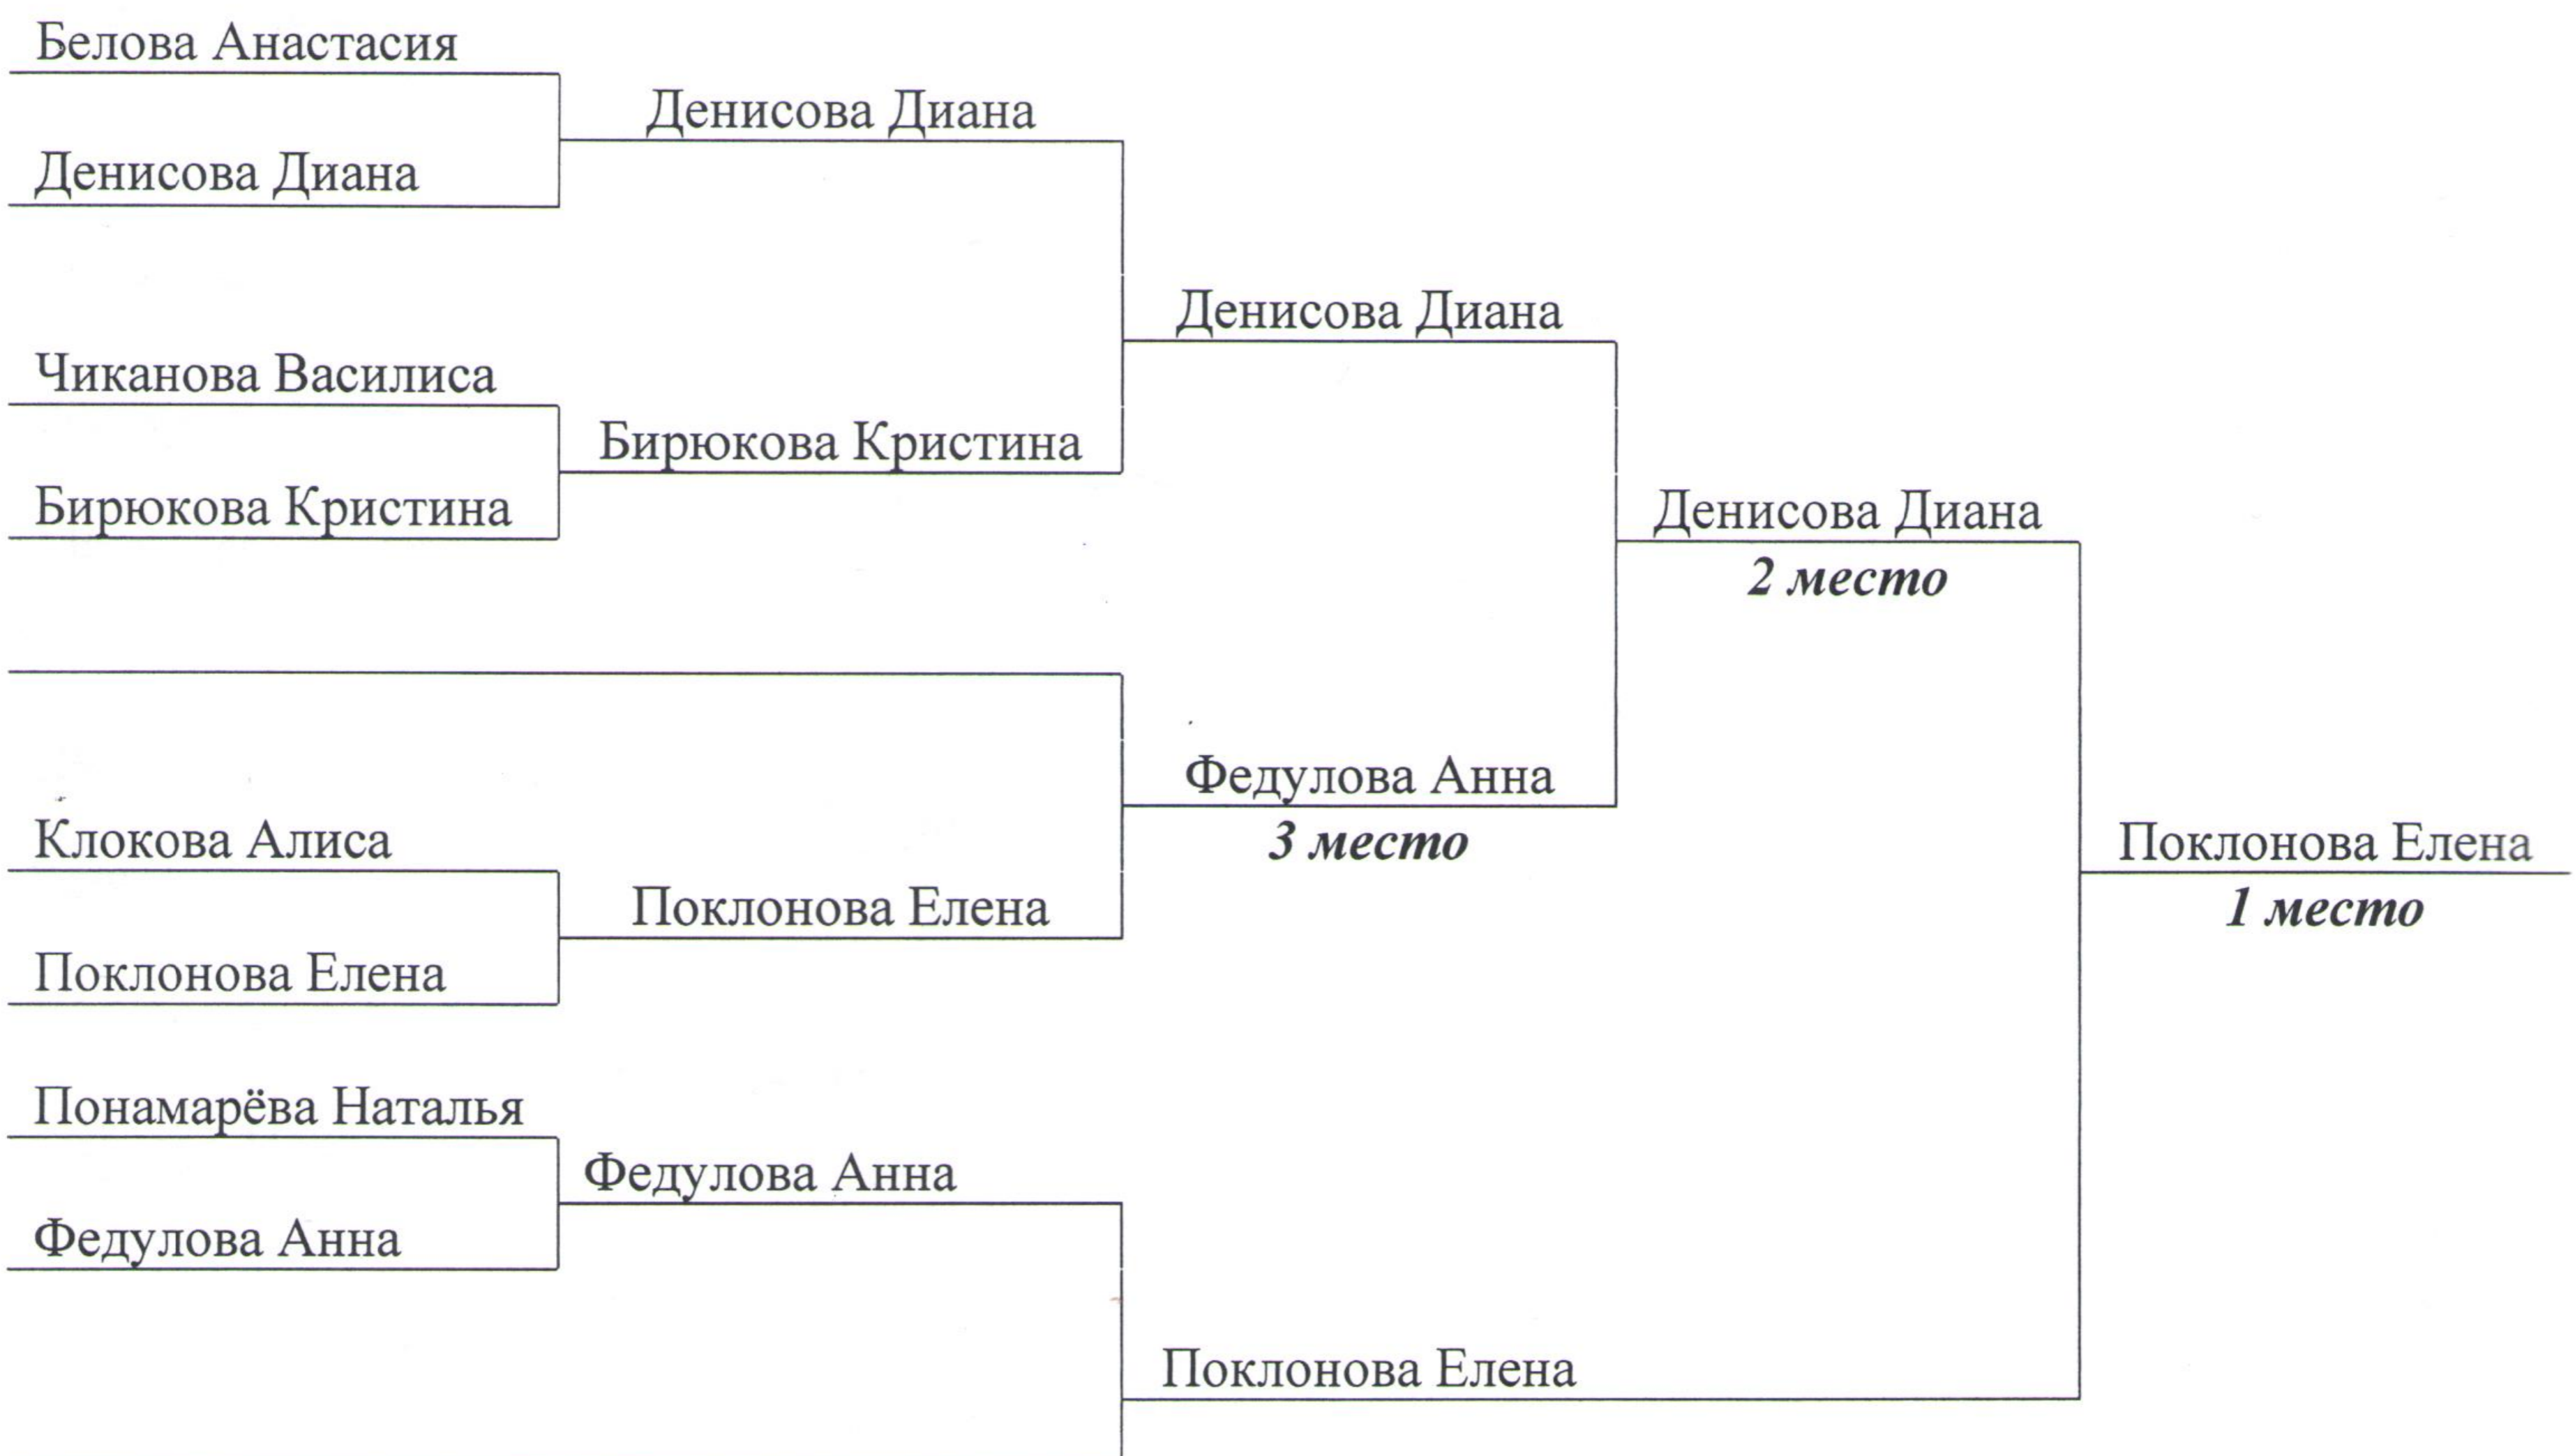 Белова Анастасия
Денисова Диана
Денисова Диана
Денисова Диана
Чиканова Василиса
Бирюкова Кристина
Бирюкова Кристина
Денисова Диана
2 место
Федулова Анна
3 место
Клокова Алиса
Поклонова Елена
1 место
Поклонова Елена
Поклонова Елена
Понамарёва Наталья
Федулова Анна
Федулова Анна
Поклонова Елена